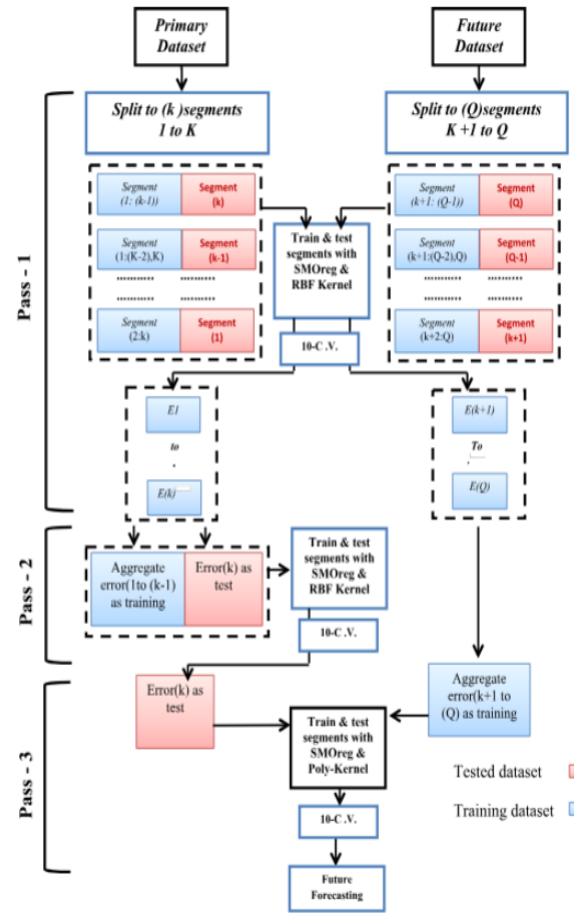 Primary
Dataset
Future
Dataset
Split to (k )segments
1 to K
Split to (Q)segments
K +1 to Q
Pass - 1
Segment
(1: (k-1))
Segment
(k)
Segment
(1:(K-2),K)
Segment
(k-1)
............
..........
............
..........
Segment
(2:k)
Segment
(1)
Train & test
segments with
SMOreg &
RBF Kernel
10-C .V.
Segment
(k+1: (Q-1))
Segment
(Q)
Segment
(k+1:(Q-2),Q)
Segment
(Q-1)
............
..........
............
..........
Segment
(k+2:Q)
Segment
(k+1)
E1
to
.
E(k)
E(k+1)
To
E(Q)
Pass - 2
Aggregate
error(1to (k-1)
as training
Error(k) as
test
Train & test
segments with
SMOreg &
RBF Kernel
10-C .V.
Pass - 3
Error(k) as
test
Train & test
segments with
SMOreg &
Poly-Kernel
Aggregate
error(k+1 to
(Q) as training
10-C .V.
Future
Forecasting
Tested dataset
Training dataset